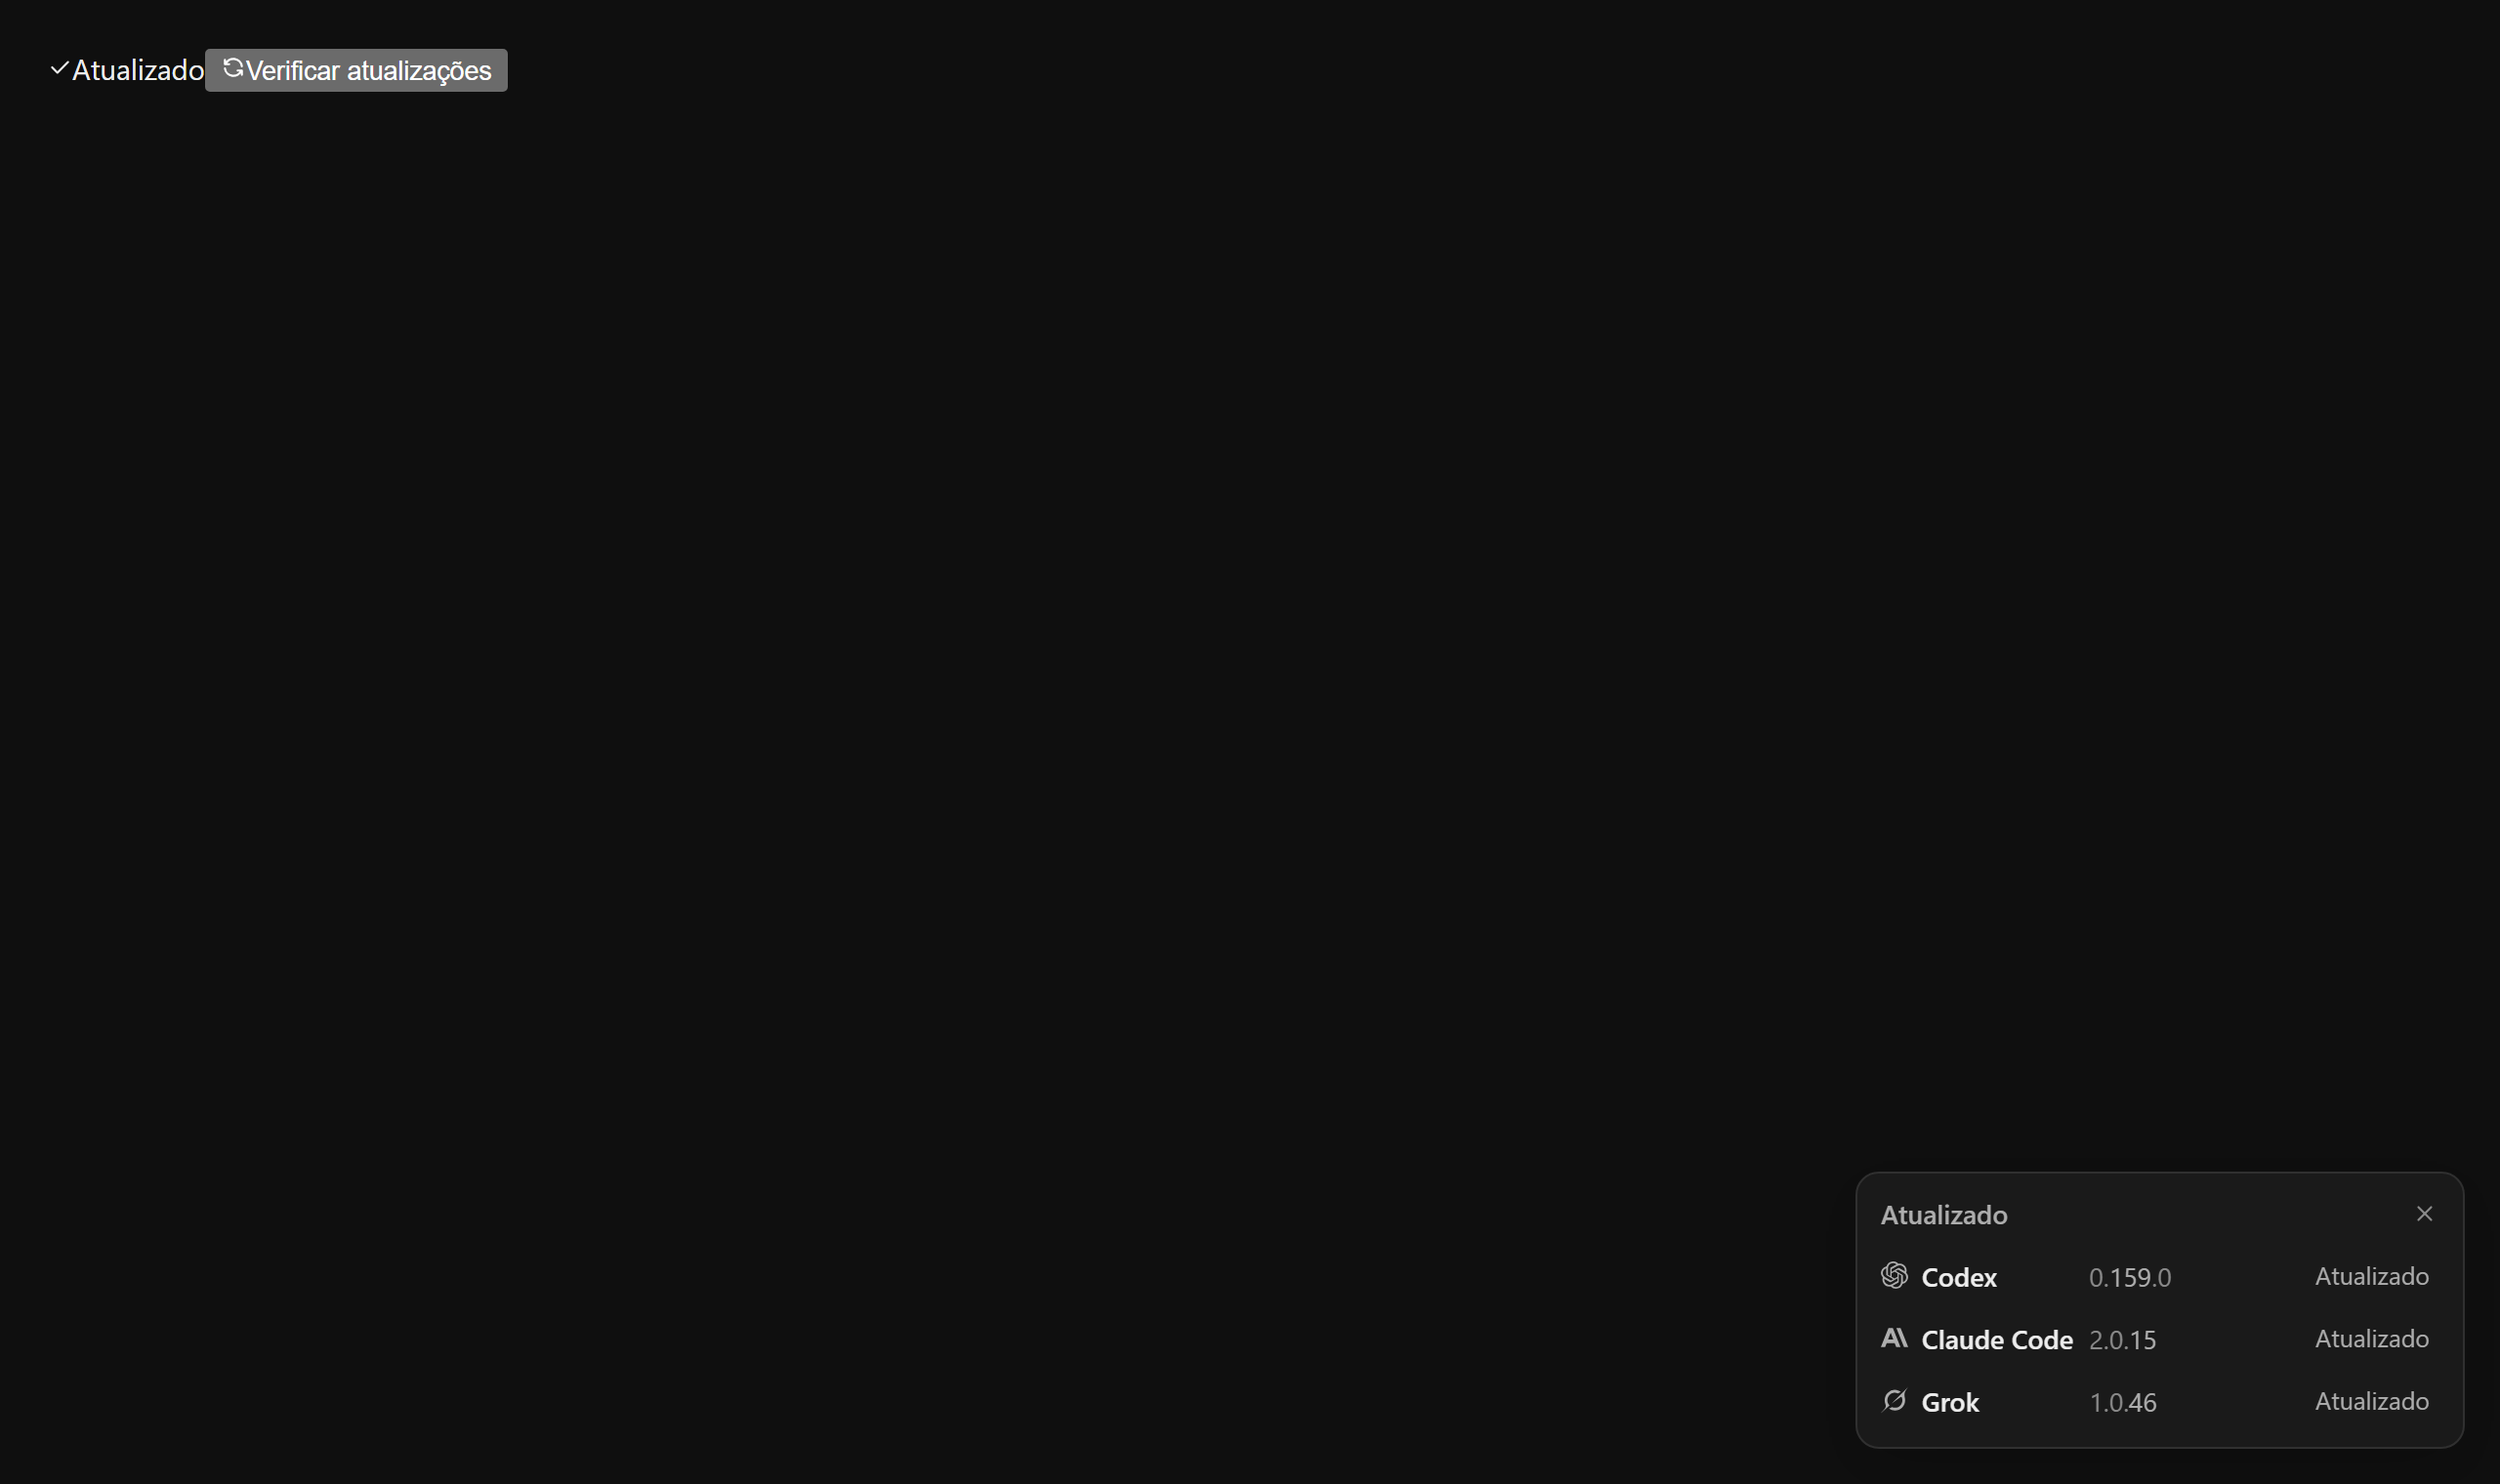 Atualizado Verificar atualizações
Atualizado
Codex 0.159.0 Atualizado
Claude Code 2.0.15 Atualizado
Grok 1.0.46 Atualizado